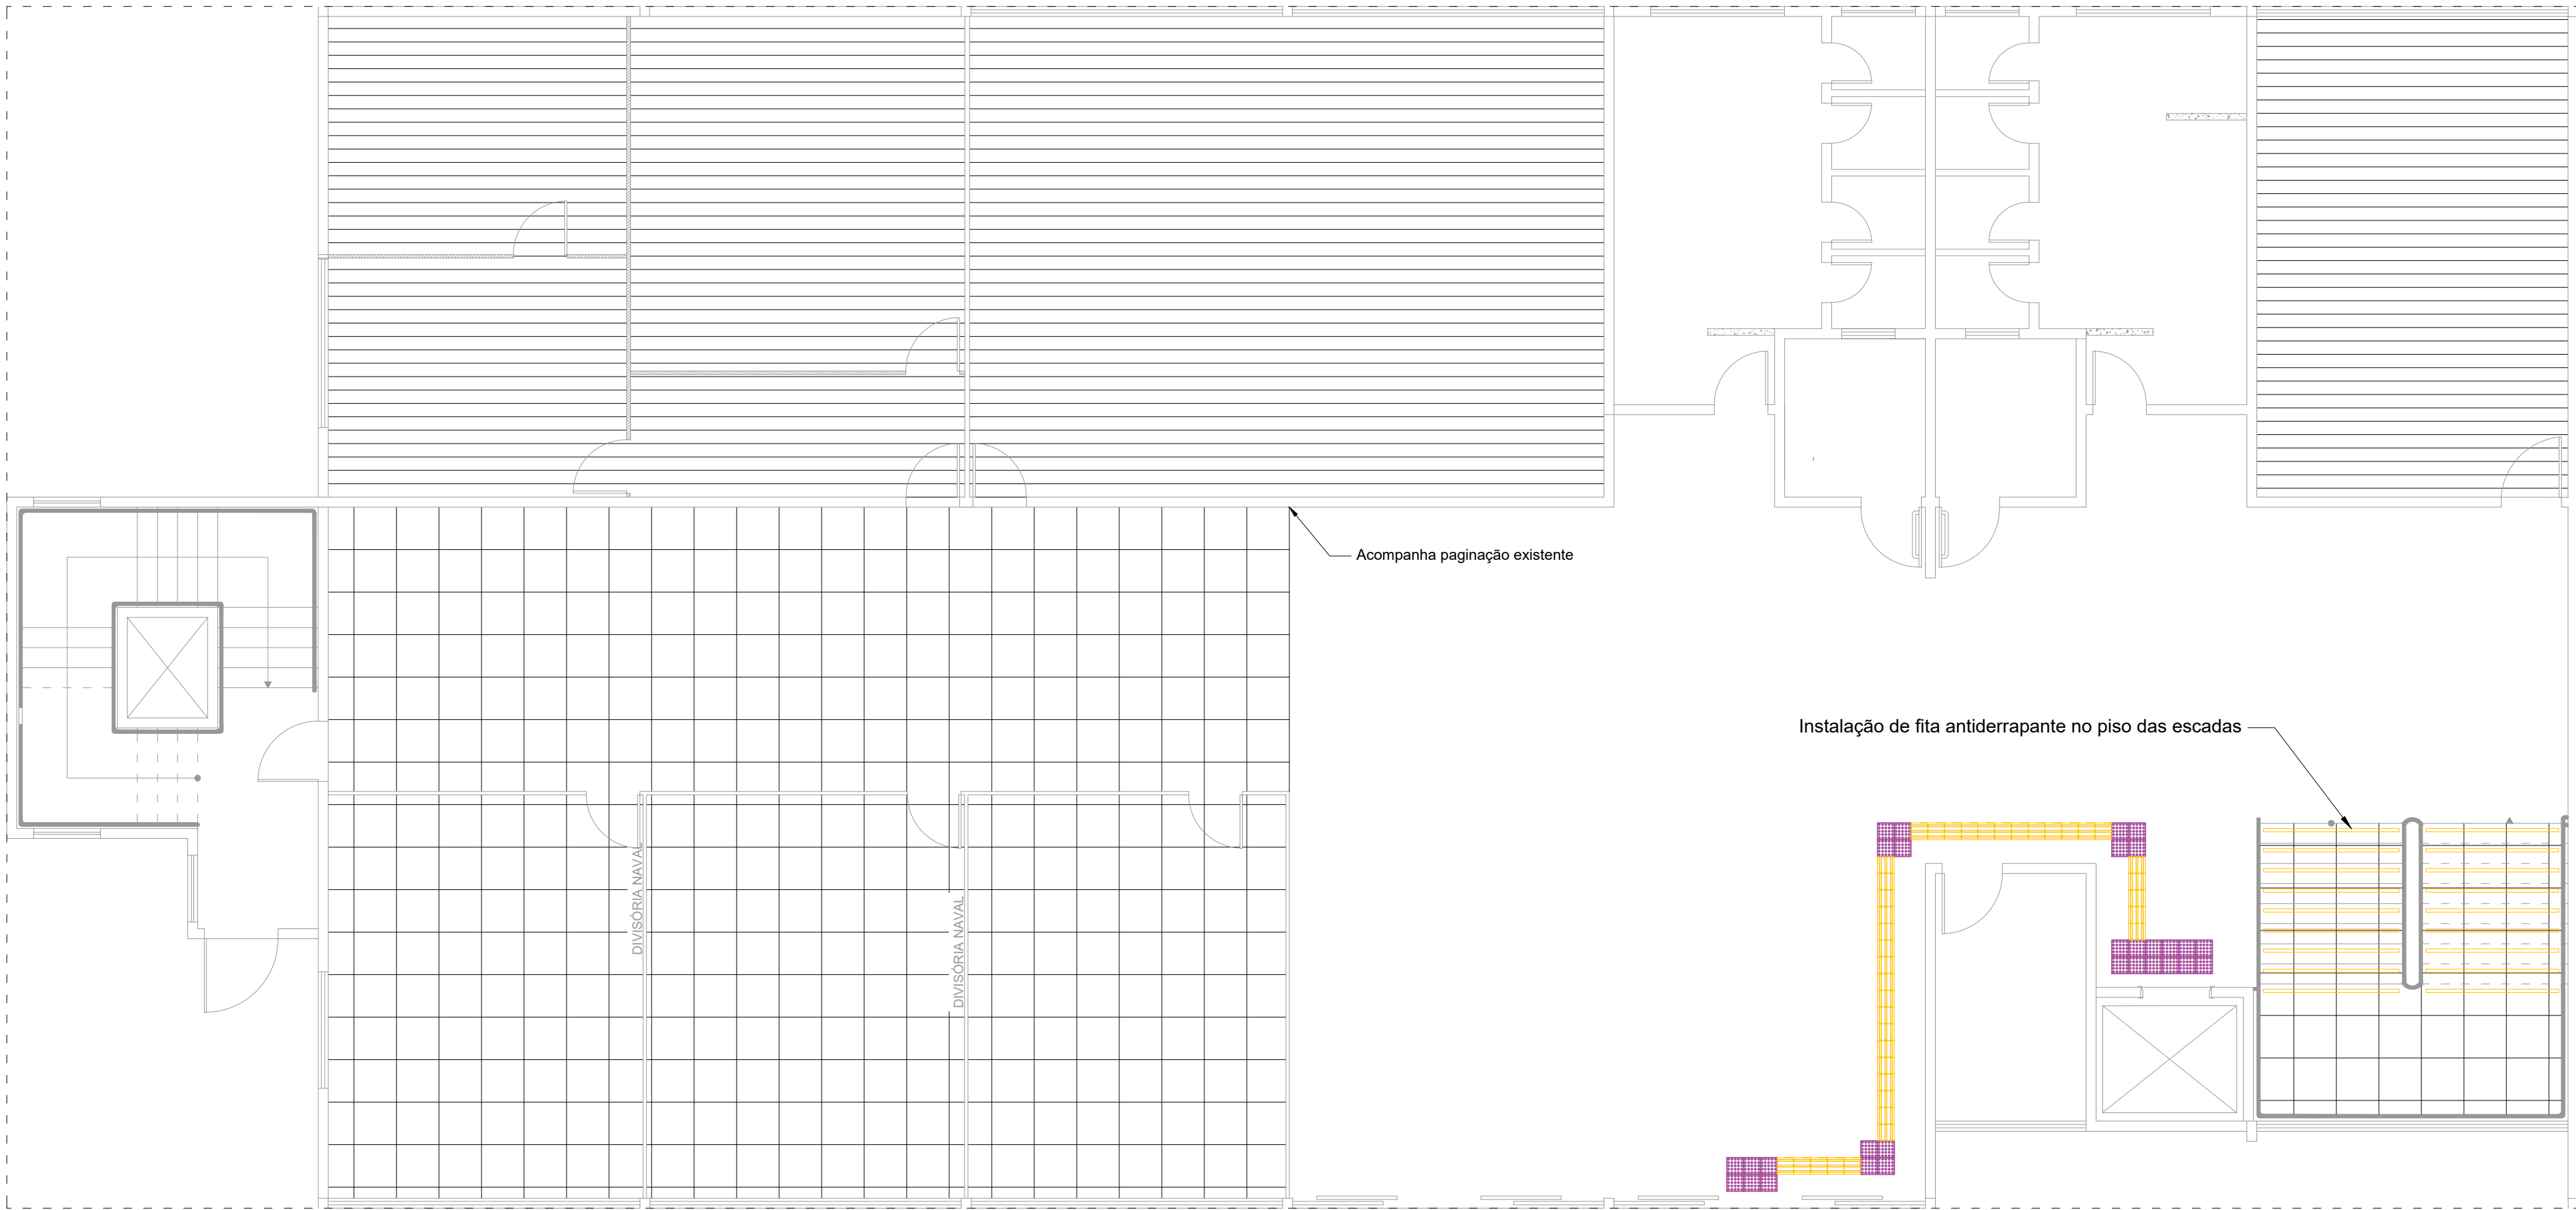 Acompanha paginação existente
Instalação de fita antiderrapante no piso das escadas
DIVISÓRIA NAVAL
DIVISÓRIA NAVAL